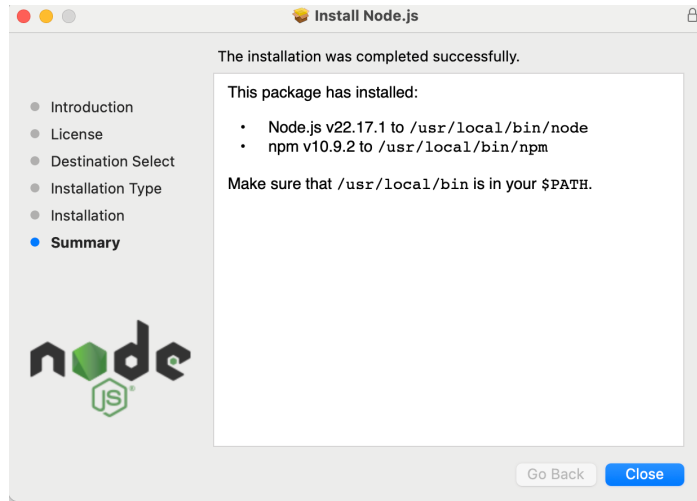 Install Node.js
The installation was completed successfully.
Introduction
License
Destination Select
Installation Type
Installation
Summary
This package has installed:
• Node.js v22.17.1 to /usr/local/bin/node
• npm v10.9.2 to /usr/local/bin/npm
Make sure that /usr/local/bin is in your $PATH.
node
JS
Go Back
Close